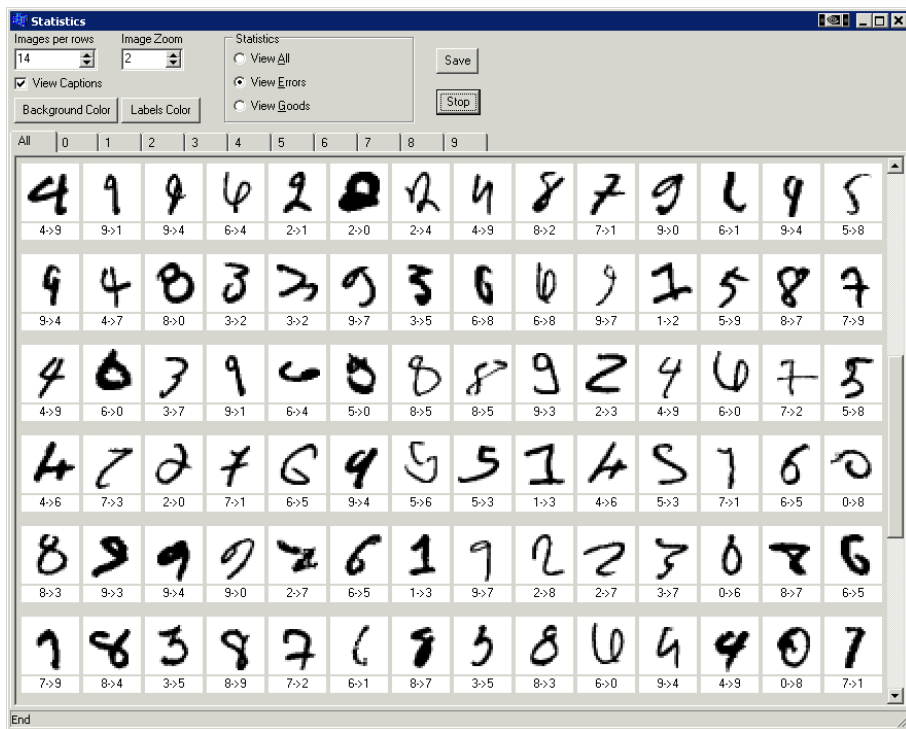 Statistics
Images per rows Image Zoom Statistics
14 2 View All Save
View Captions View Errors
Background Color Labels Color View Goods Stop
All 0 1 2 3 4 5 6 7 8 9
4->9 9->1 9->4 6->4 2->1 2->0 2->4 4->9 8->2 7->1 9->0 6->1 9->4 5->8
9->4 4->7 8->0 3->2 3->2 9->7 3->5 6->8 6->8 9->7 1->2 5->9 8->7 7->9
4->9 6->0 3->7 9->1 6->4 5->0 8->5 8->5 9->3 2->3 4->9 6->0 7->2 5->8
4->6 7->3 2->0 7->1 6->5 9->4 5->6 5->3 1->3 4->6 5->3 7->1 6->5 0->8
8->3 9->3 9->4 9->0 2->7 6->5 1->3 9->7 2->8 2->7 3->7 0->6 8->7 6->5
7->9 8->4 3->5 8->9 7->2 6->1 8->7 3->5 8->3 6->0 9->4 4->9 0->8 7->1
End